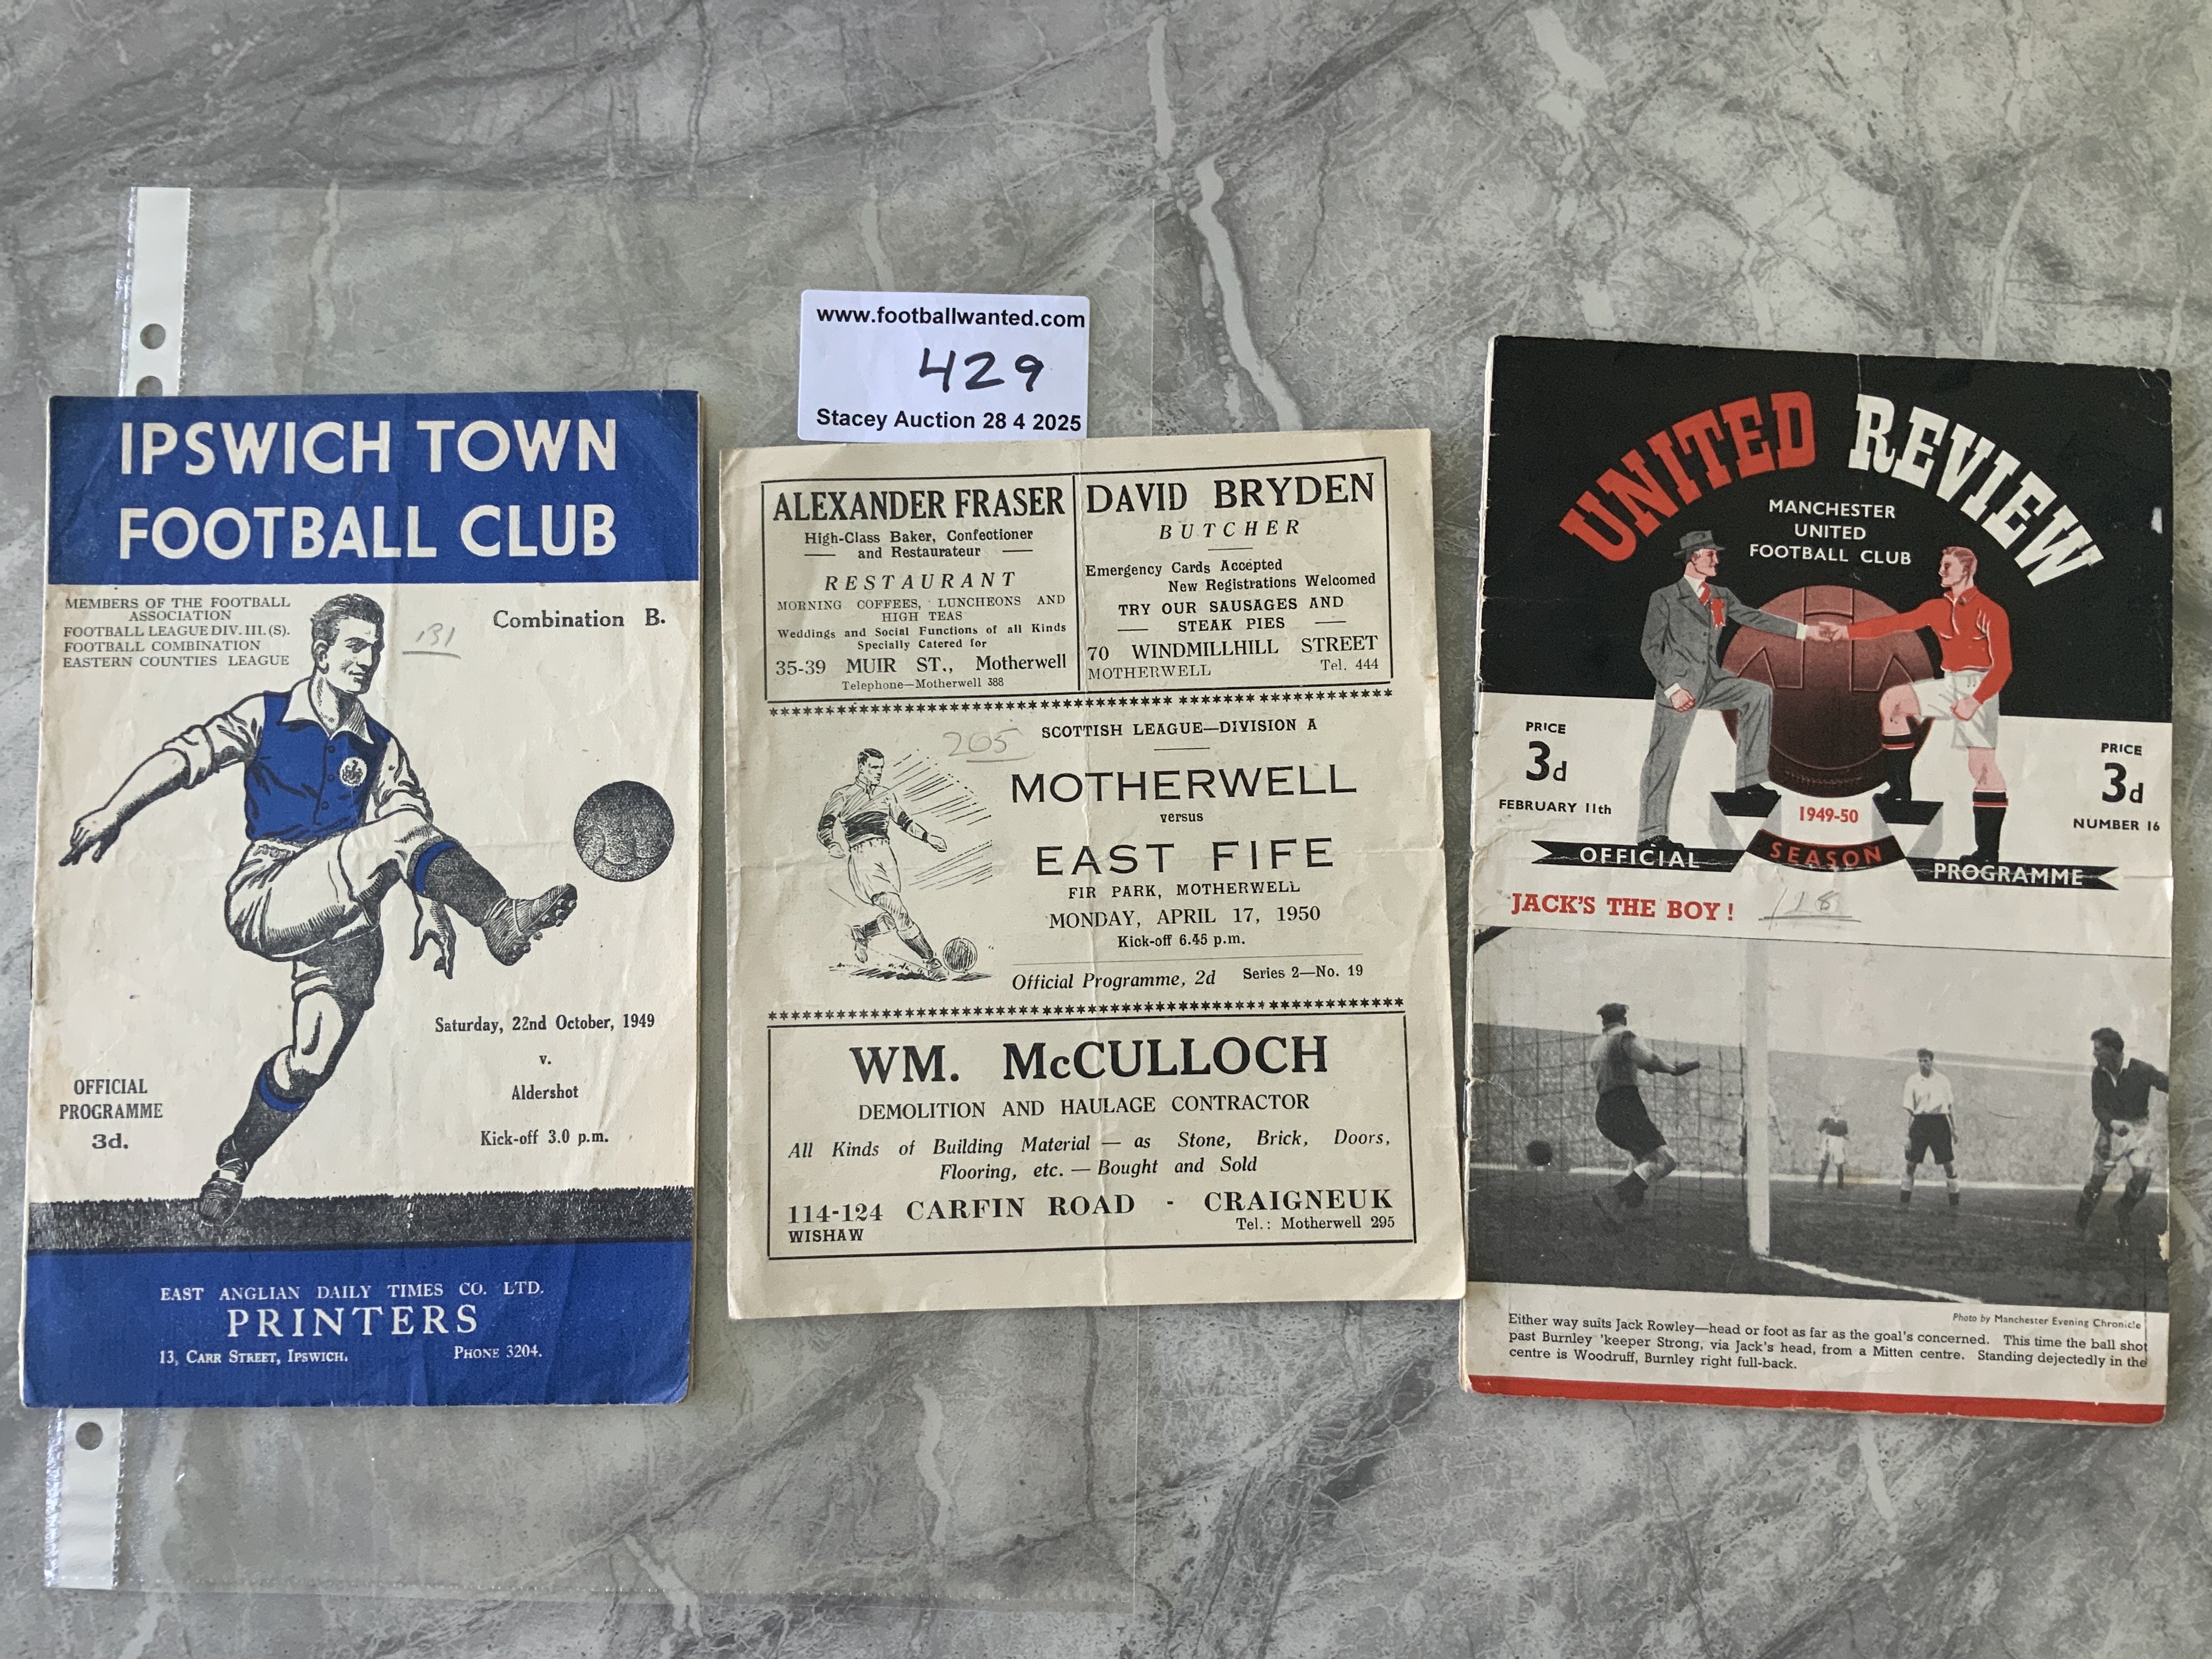 www.footballwanted.com
429
Stacey Auction 28 4 2025
IPSWICH TOWN
FOOTBALL CLUB
MEMBERS OF THE FOOTBALL
ASSOCIATION
FOOTBALL LEAGUE DIV. III. (S).
FOOTBALL COMBINATION
EASTERN COUNTIES LEAGUE
131
Combination B.
Saturday, 22nd October, 1949
v.
Aldershot
Kick-off 3.0 p.m.
OFFICIAL
PROGRAMME
3d.
EAST ANGLIAN DAILY TIMES CO. LTD.
PRINTERS
13, CARR STREET, IPSWICH. PHONE 3204.
ALEXANDER FRASER
High-Class Baker, Confectioner
and Restaurateur
RESTAURANT
MORNING COFFEES, LUNCHEONS AND
HIGH TEAS
Weddings and Social Functions of all Kinds
Specially Catered for
35-39 MUIR ST., Motherwell
Telephone—Motherwell 388
DAVID BRYDEN
BUTCHER
Emergency Cards Accepted
New Registrations Welcomed
TRY OUR SAUSAGES AND
STEAK PIES
70 WINDMILLHILL STREET
MOTHERWELL Tel. 444
205
SCOTTISH LEAGUE—DIVISION A
MOTHERWELL
versus
EAST FIFE
FIR PARK, MOTHERWELL
MONDAY, APRIL 17, 1950
Kick-off 6.45 p.m.
Official Programme, 2d Series 2—No. 19
WM. McCULLOCH
DEMOLITION AND HAULAGE CONTRACTOR
All Kinds of Building Material — as Stone, Brick, Doors,
Flooring, etc. — Bought and Sold
114-124 CARFIN ROAD - CRAIGNEUK
WISHAW Tel.: Motherwell 295
UNITED REVIEW
MANCHESTER
UNITED
FOOTBALL CLUB
PRICE
3d
FEBRUARY 11th
PRICE
3d
NUMBER 16
1949-50
OFFICIAL SEASON PROGRAMME
JACK'S THE BOY! 118
Photo by Manchester Evening Chronicle
Either way suits Jack Rowley—head or foot as far as the goal's concerned. This time the ball shot
past Burnley 'keeper Strong, via Jack's head, from a Mitten centre. Standing dejectedly in the
centre is Woodruff, Burnley right full-back.